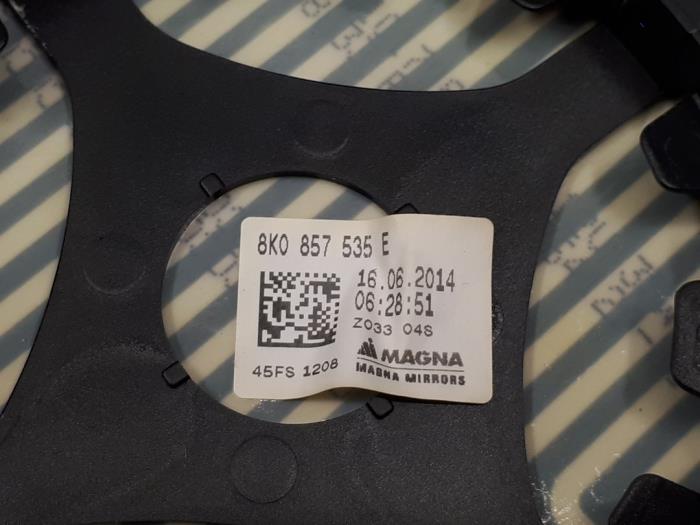 8K0 857 535 E
16.06.2014
06:28:51
Z033 04S
45FS 1208
MAGNA
MAGNA MIRRORS